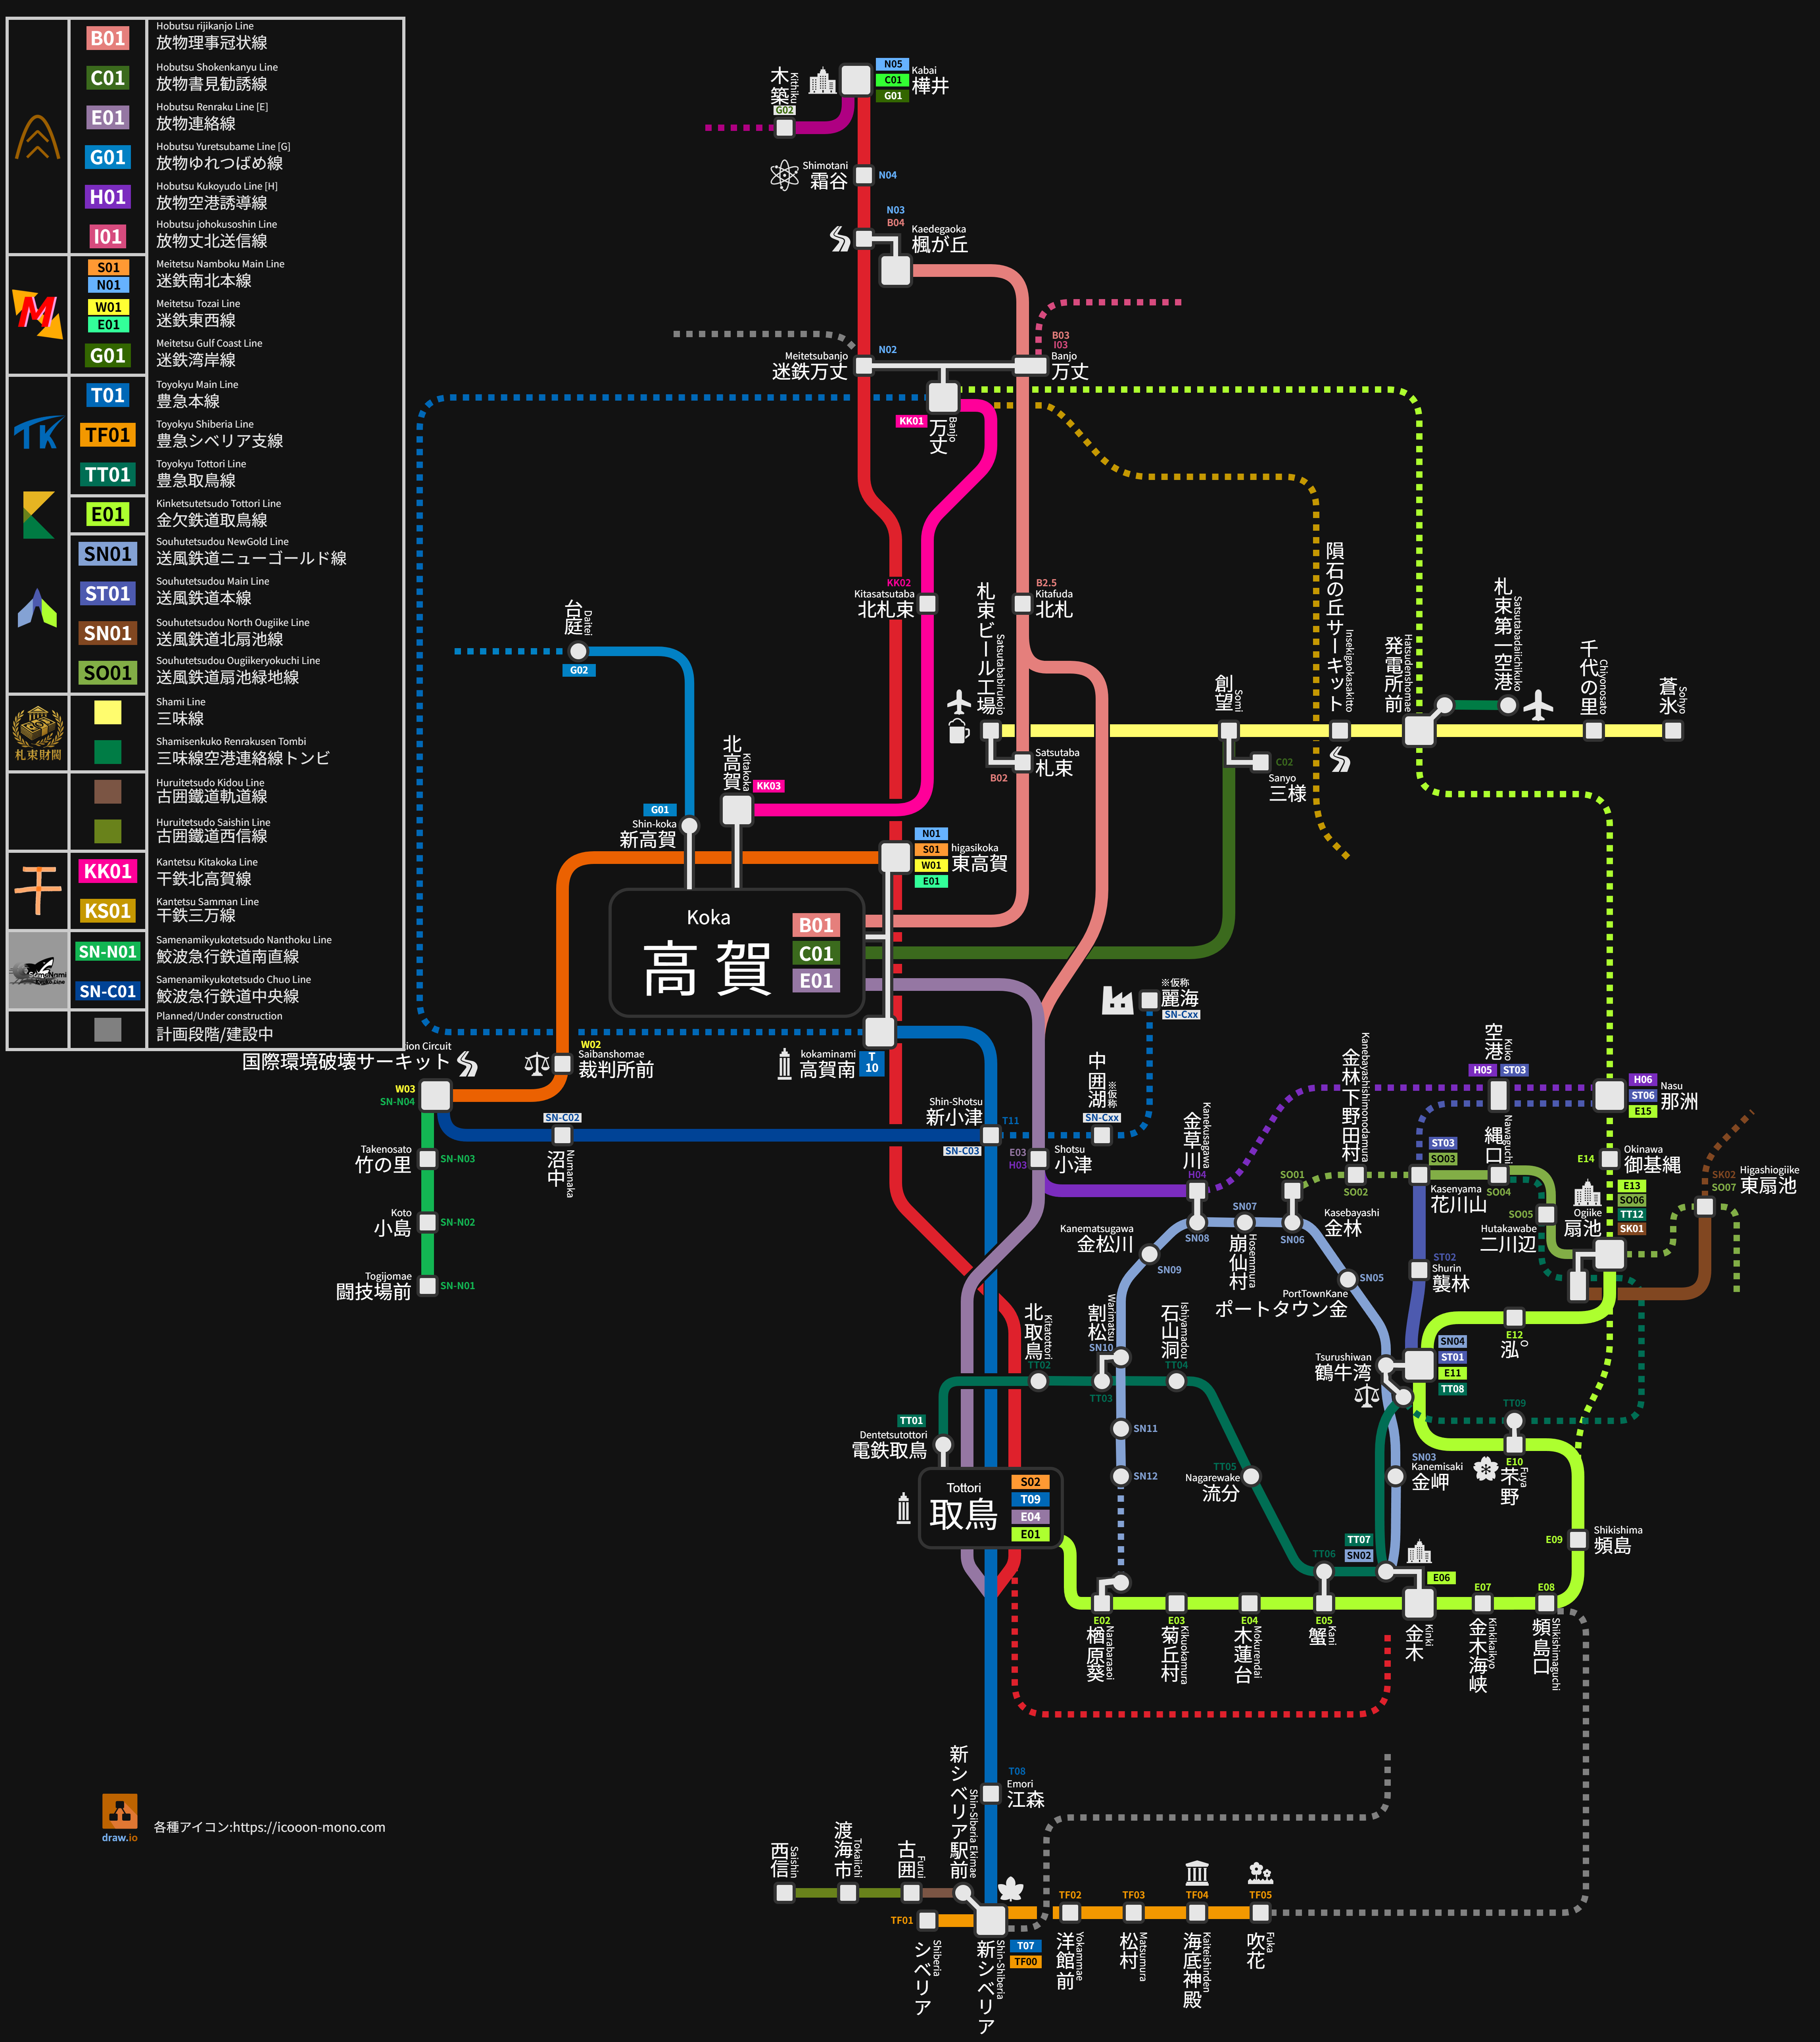 B01
Hobutsu rijikanjo Line
放物理事冠状線
C01
Hobutsu Shokenkanyu Line
放物書見勧誘線
E01
Hobutsu Renraku Line [E]
放物連絡線
G01
Hobutsu Yuretsubame Line [G]
放物ゆれつばめ線
H01
Hobutsu Kukoyudo Line [H]
放物空港誘導線
I01
Hobutsu johokusoshin Line
放物丈北送信線
M
S01
N01
Meitetsu Namboku Main Line
迷鉄南北本線
W01
E01
Meitetsu Tozai Line
迷鉄東西線
G01
Meitetsu Gulf Coast Line
迷鉄湾岸線
TK
T01
Toyokyu Main Line
豊急本線
TF01
Toyokyu Shiberia Line
豊急シベリア支線
TT01
Toyokyu Tottori Line
豊急取鳥線
E01
Kinketsutetsudo Tottori Line
金欠鉄道取鳥線
SN01
Souhutetsudou NewGold Line
送風鉄道ニューゴールド線
ST01
Souhutetsudou Main Line
送風鉄道本線
SN01
Souhutetsudou North Ougiike Line
送風鉄道北扇池線
SO01
Souhutetsudou Ougiikeryokuchi Line
送風鉄道扇池緑地線
札束財閥
Shami Line
三味線
Shamisenkuko Renrakusen Tombi
三味線空港連絡線トンビ
Huruitetsudo Kidou Line
古囲鐵道軌道線
Huruitetsudo Saishin Line
古囲鐵道西信線
KK01
Kantetsu Kitakoka Line
干鉄北高賀線
KS01
Kantetsu Samman Line
干鉄三万線
SN-N01
Samenamikyukotetsudo Nanthoku Line
鮫波急行鉄道南直線
SN-C01
Samenamikyukotetsudo Chuo Line
鮫波急行鉄道中央線
Planned/Under construction
計画段階/建設中
木築
Kithiku
G02
N05
C01
G01
Kabai
樺井
Shimotani
霜谷
N04
N03
B04
Kaedegaoka
楓が丘
Meitetsubanjo
迷鉄万丈
N02
B03
I03
Banjo
万丈
KK01
万丈
Banjo
KK02
Kitasatsutaba
北札束
B2.5
Kitafuda
北札
台庭
Daitei
G02
札束ビール工場
Satsutababirukojo
Satsutaba
札束
B02
創望
Somi
C02
Sanyo
三様
隕石の丘サーキット
Insekigaokasakitto
発電所前
Hatsudenshomae
札束第一空港
Satsutabadaiichikuko
千代の里
Chiyonosato
蒼氷
Sohyo
北高賀
Kitakoka
KK03
G01
Shin-koka
新高賀
N01
S01
W01
E01
higasikoka
東高賀
Koka
高賀
B01
C01
E01
kokaminami
高賀南
T
10
ion Circuit
国際環境破壊サーキット
W03
SN-N04
W02
Saibanshomae
裁判所前
SN-C02
沼中
Numanaka
Takenosato
竹の里
SN-N03
Koto
小島
SN-N02
Togijomae
闘技場前
SN-N01
Shin-Shotsu
新小津
T11
SN-C03
※仮称
麗海
SN-Cxx
中囲湖
※仮称
SN-Cxx
E03
H03
Shotsu
小津
金草川
Kanekusagawa
H04
金林下野田村
Kanebayashishimonodamura
SO02
SO01
Kasebayashi
金林
SN06
空港
Kuko
H05
ST03
H06
ST06
E15
Nasu
那洲
ST03
SO03
Kasenyama
花川山
縄口
Nawaguchi
SO04
E14
Okinawa
御基縄
SO05
Hutakawabe
二川辺
E13
SO06
TT12
SK01
Ogiike
扇池
SK02
SO07
Higashiogiike
東扇池
Kanematsugawa
金松川
SN09
SN08
SN07
崩仙村
Hosemmura
SN05
PortTownKane
ポートタウン金
ST02
Shurin
襲林
E12
泓°
SN04
ST01
E11
TT08
Tsurushiwan
鶴牛湾
北取鳥
Kitatottori
TT02
割松
Warimatsu
SN10
TT03
石山洞
Ishiyamadou
TT04
SN11
SN12
TT01
Dentetsutottori
電鉄取鳥
Tottori
取鳥
S02
T09
E04
E01
TT05
Nagarewake
流分
SN03
Kanemisaki
金岬
TT09
E10
苿野
Fuya
E09
Shikishima
頻島
TT07
SN02
TT06
E06
金木
Kinki
E02
楢原葵
Narabaraaoi
E03
菊丘村
Kikuokamura
E04
木蓮台
Mokurendai
E05
蟹
Kani
E07
金木海峡
Kinkikaikyo
E08
頻島口
Shikishimaguchi
T08
Emori
江森
新シベリア駅前
Shin-Siberia Ekimae
西信
Saishin
渡海市
Tokaiichi
古囲
Furui
TF01
シベリア
Shiberia
T07
TF00
新シベリア
Shin-Shiberia
TF02
洋館前
Yokammae
TF03
松村
Matsumura
TF04
海底神殿
Kaiteishinden
TF05
吹花
Fuka
draw.io
各種アイコン:https://icooon-mono.com